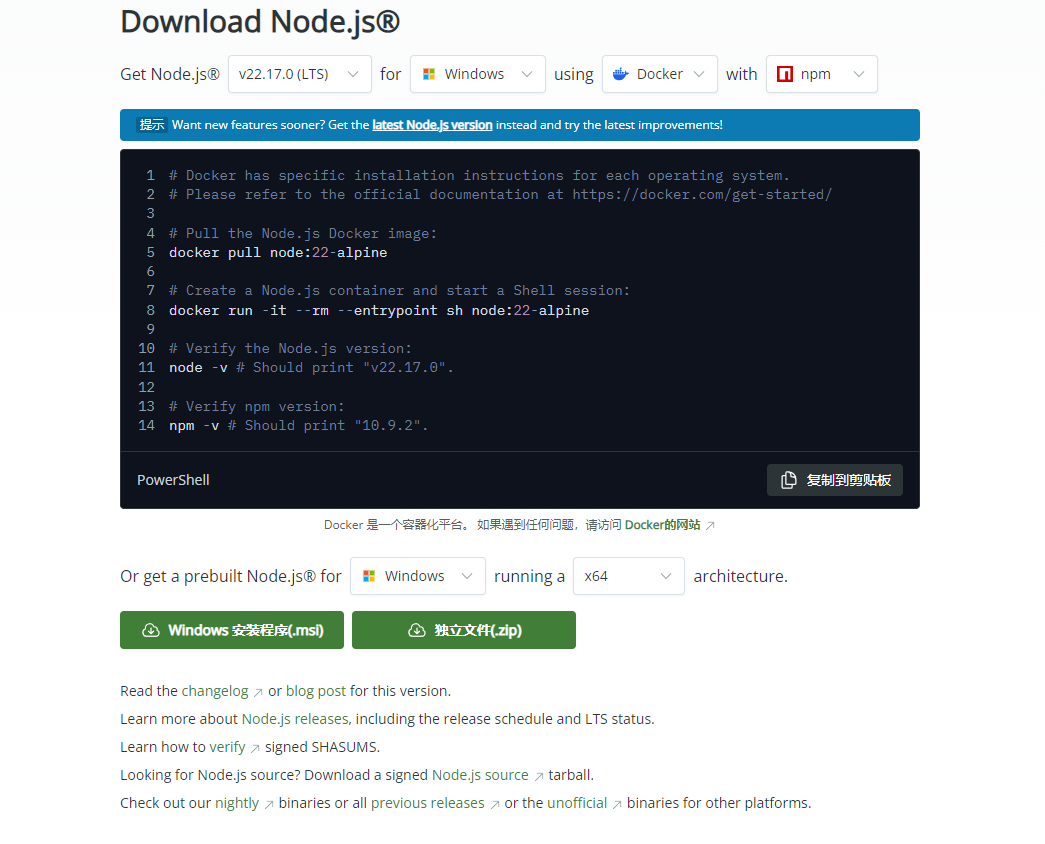 Download Node.js®
Get Node.js® v22.17.0 (LTS) for Windows using Docker with npm
提示 Want new features sooner? Get the latest Node.js version instead and try the latest improvements!
1 # Docker has specific installation instructions for each operating system.
2 # Please refer to the official documentation at https://docker.com/get-started/
3
4 # Pull the Node.js Docker image:
5 docker pull node:22-alpine
6
7 # Create a Node.js container and start a Shell session:
8 docker run -it --rm --entrypoint sh node:22-alpine
9
10 # Verify the Node.js version:
11 node -v # Should print "v22.17.0".
12
13 # Verify npm version:
14 npm -v # Should print "10.9.2".
PowerShell 复制到剪贴板
Docker 是一个容器化平台。 如果遇到任何问题，请访问 Docker的网站
Or get a prebuilt Node.js® for Windows running a x64 architecture.
Windows 安装程序(.msi) 独立文件(.zip)
Read the changelog or blog post for this version.
Learn more about Node.js releases, including the release schedule and LTS status.
Learn how to verify signed SHASUMS.
Looking for Node.js source? Download a signed Node.js source tarball.
Check out our nightly binaries or all previous releases or the unofficial binaries for other platforms.